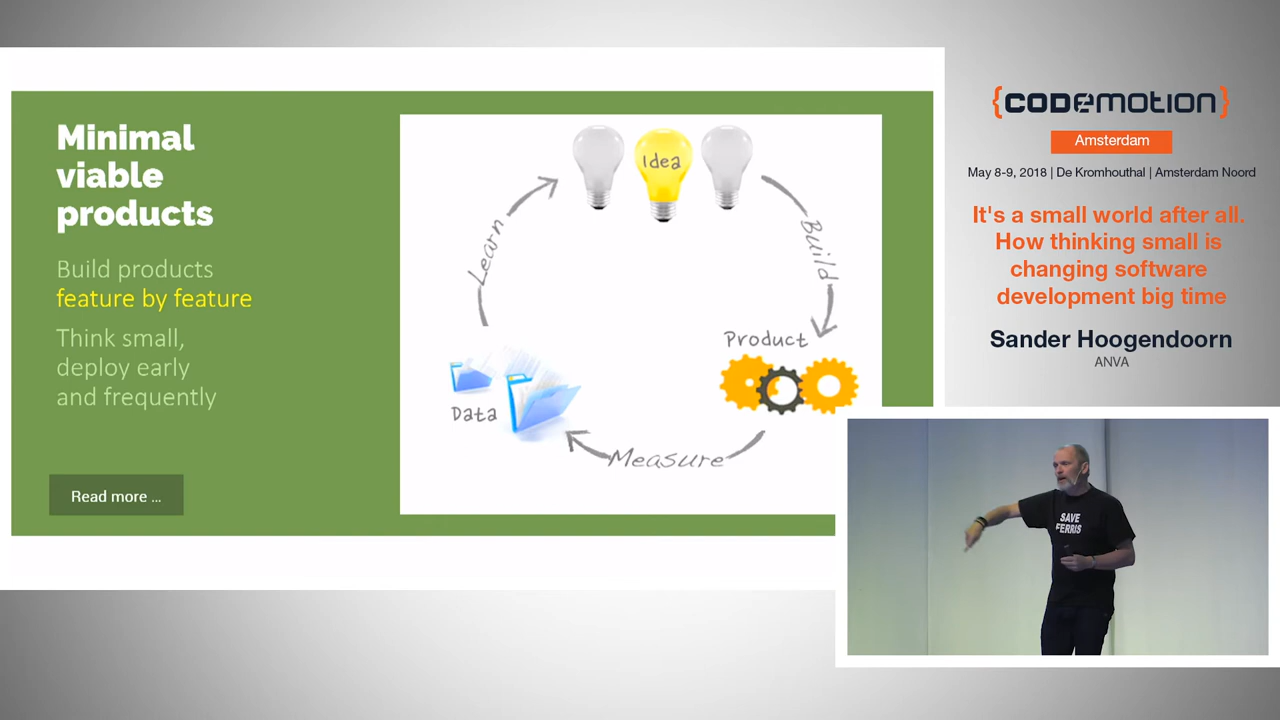 Minimal
viable
products
Build products
feature by feature
Think small,
deploy early
and frequently
Read more ...
Idea
Learn
Build
Product
Data
Measure
{CODEMOTION}
Amsterdam
May 8-9, 2018 | De Kromhouthal | Amsterdam Noord
It's a small world after all.
How thinking small is
changing software
development big time
Sander Hoogendoorn
ANVA
SAVE
FERRIS